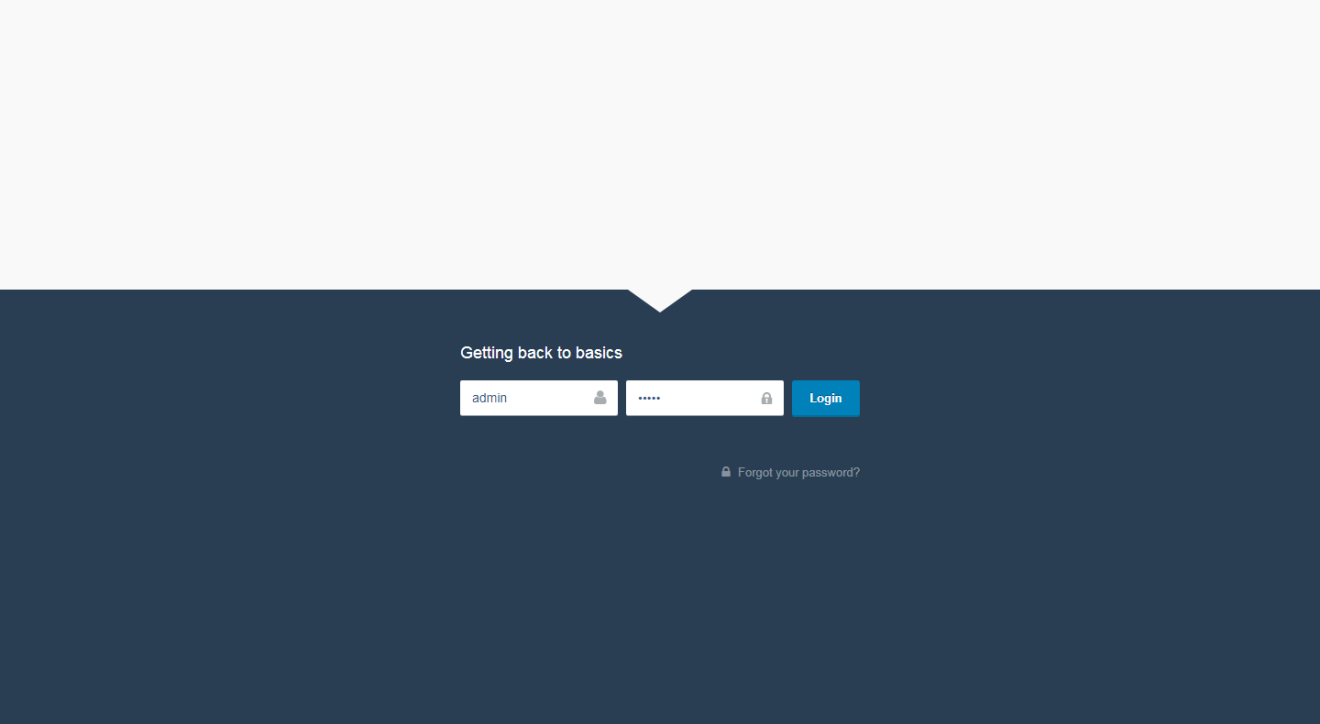 Getting back to basics
admin ••••• Login
Forgot your password?